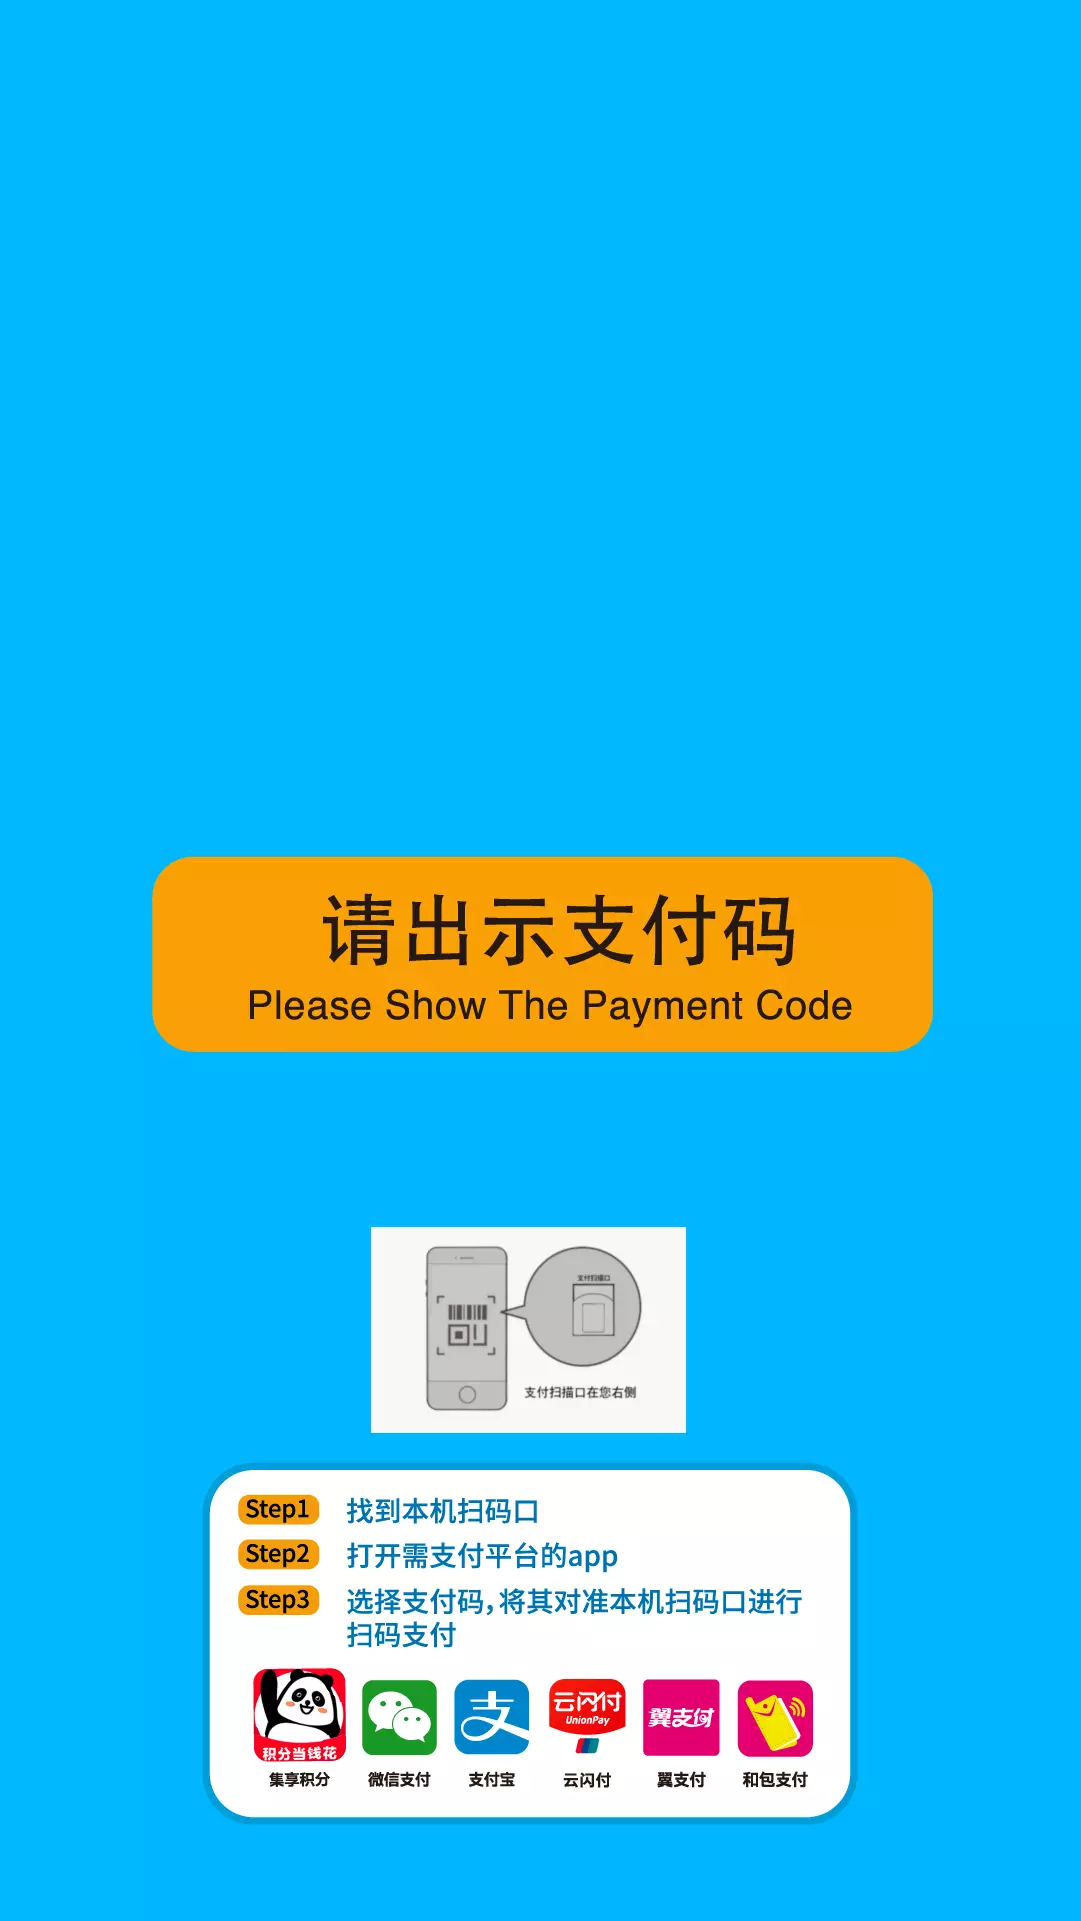 请出示支付码
Please Show The Payment Code
支付扫描口
支付扫描口在您右侧
Step1 找到本机扫码口
Step2 打开需支付平台的app
Step3 选择支付码,将其对准本机扫码口进行
扫码支付
积分当钱花
云闪付
UnionPay
翼支付
集享积分 微信支付 支付宝 云闪付 翼支付 和包支付